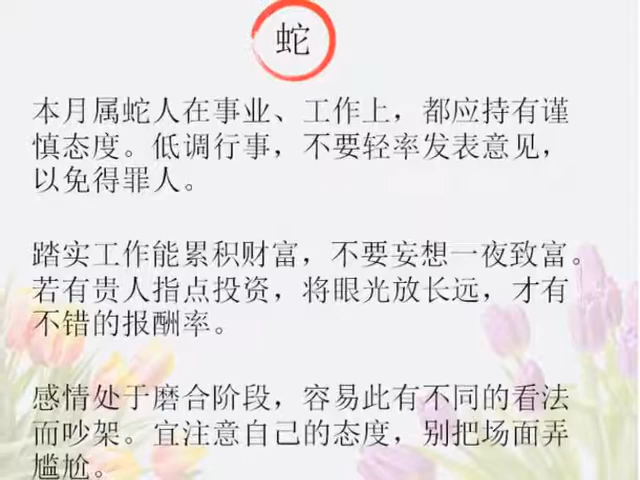 蛇
本月属蛇人在事业、工作上，都应持有谨
慎态度。低调行事，不要轻率发表意见，
以免得罪人。
踏实工作能累积财富，不要妄想一夜致富。
若有贵人指点投资，将眼光放长远，才有
不错的报酬率。
感情处于磨合阶段，容易此有不同的看法
而吵架。宜注意自己的态度，别把场面弄
尴尬。